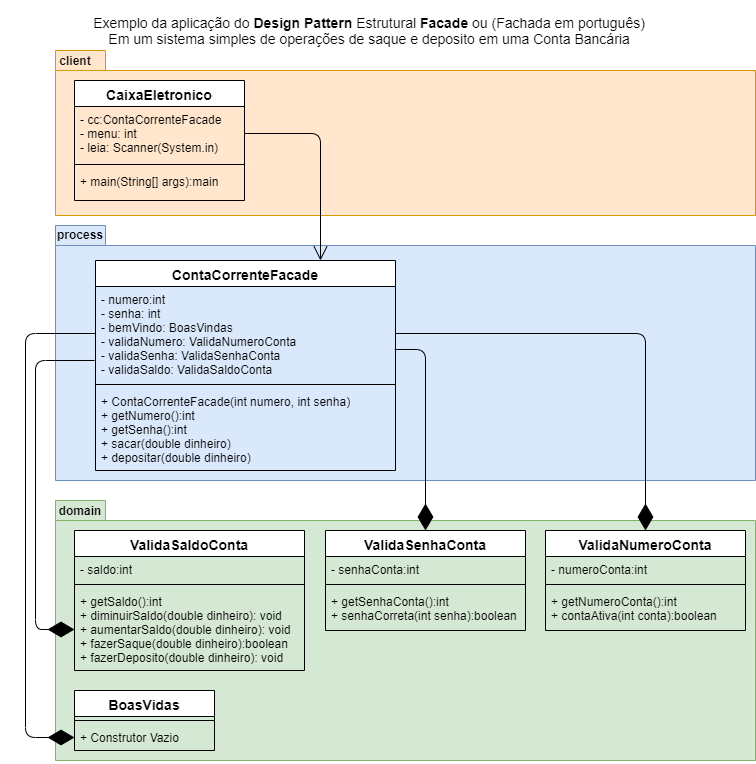 Exemplo da aplicação do Design Pattern Estrutural Facade ou (Fachada em português)
Em um sistema simples de operações de saque e deposito em uma Conta Bancária
client
CaixaEletronico
- cc:ContaCorrenteFacade
- menu: int
- leia: Scanner(System.in)
+ main(String[] args):main
process
ContaCorrenteFacade
- numero:int
- senha: int
- bemVindo: BoasVindas
- validaNumero: ValidaNumeroConta
- validaSenha: ValidaSenhaConta
- validaSaldo: ValidaSaldoConta
+ ContaCorrenteFacade(int numero, int senha)
+ getNumero():int
+ getSenha():int
+ sacar(double dinheiro)
+ depositar(double dinheiro)
domain
ValidaSaldoConta
- saldo:int
+ getSaldo():int
+ diminuirSaldo(double dinheiro): void
+ aumentarSaldo(double dinheiro): void
+ fazerSaque(double dinheiro):boolean
+ fazerDeposito(double dinheiro): void
ValidaSenhaConta
- senhaConta:int
+ getSenhaConta():int
+ senhaCorreta(int senha):boolean
ValidaNumeroConta
- numeroConta:int
+ getNumeroConta():int
+ contaAtiva(int conta):boolean
BoasVidas
+ Construtor Vazio